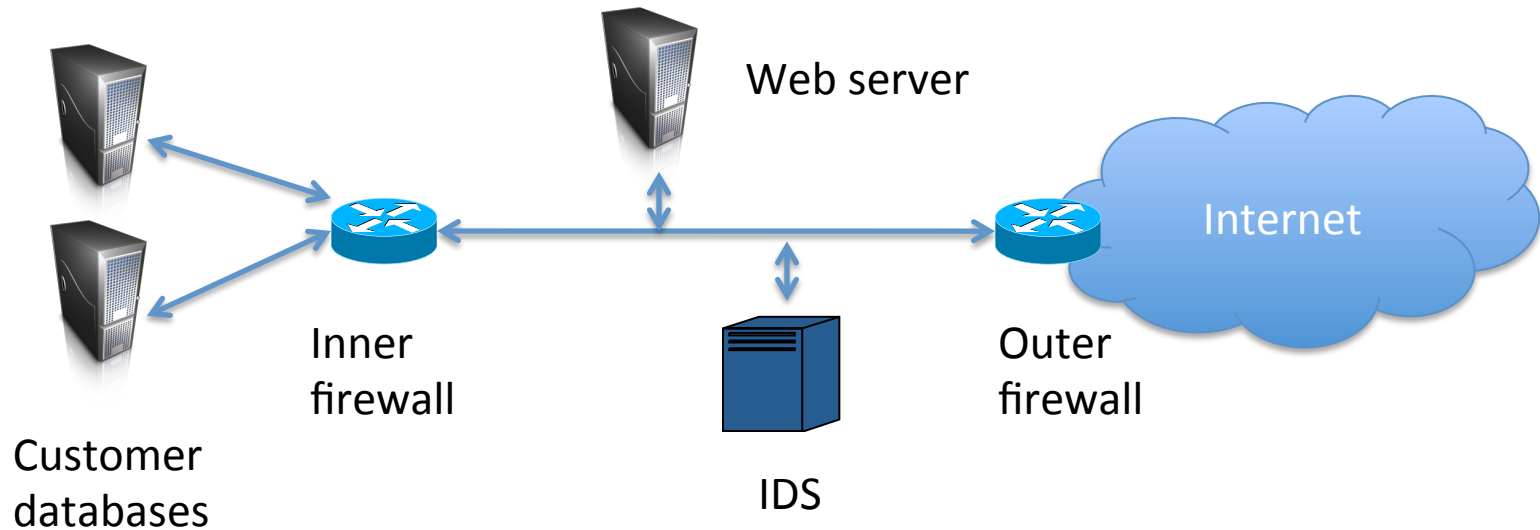 Web server
Internet
Inner
firewall
Outer
firewall
Customer
databases
IDS